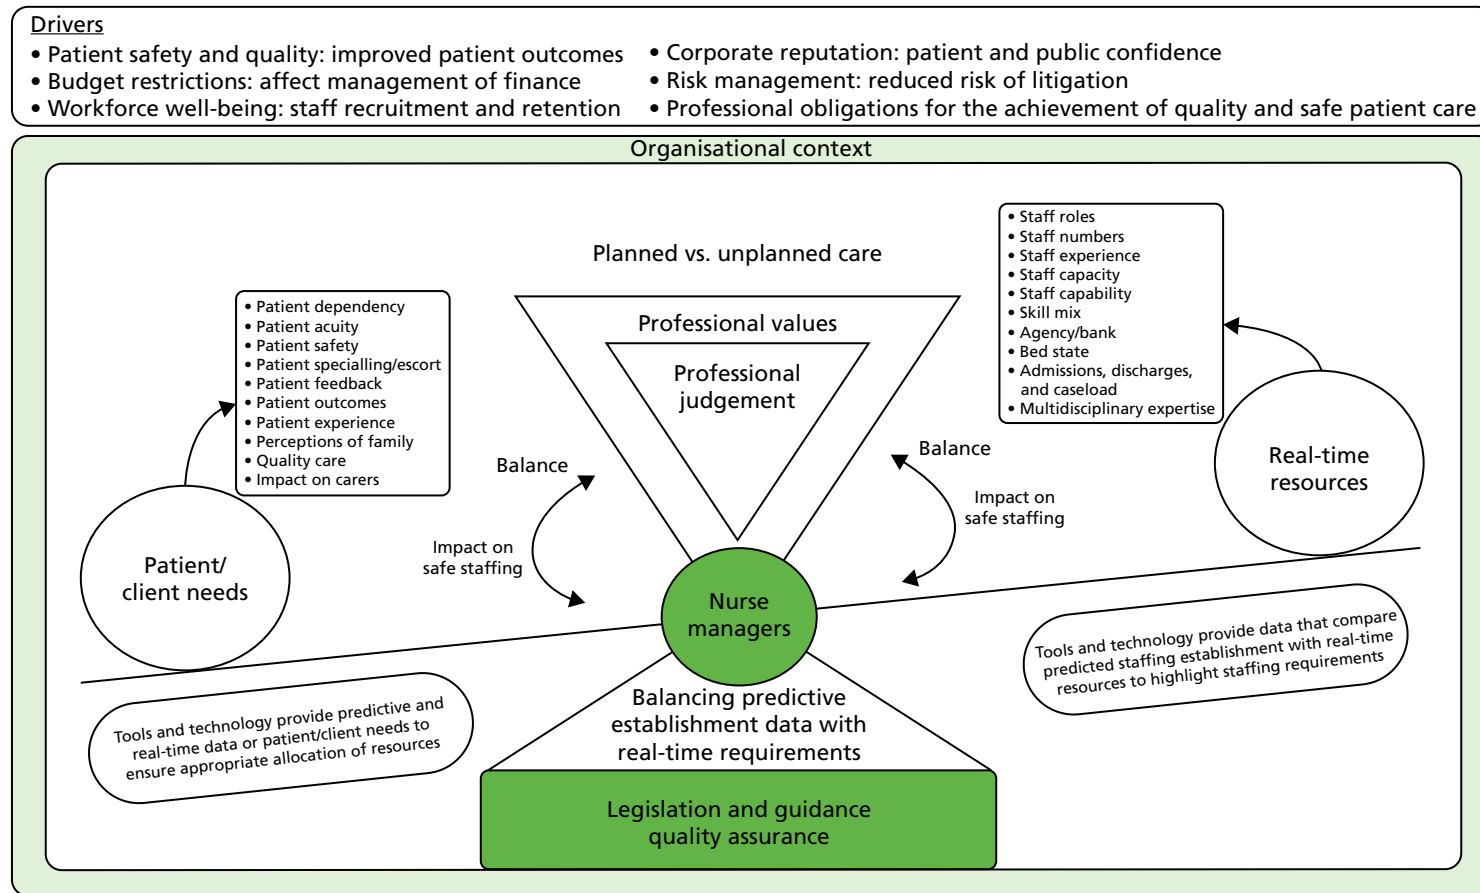 Drivers
• Patient safety and quality: improved patient outcomes
• Budget restrictions: affect management of finance
• Workforce well-being: staff recruitment and retention
• Corporate reputation: patient and public confidence
• Risk management: reduced risk of litigation
• Professional obligations for the achievement of quality and safe patient care
Organisational context
Planned vs. unplanned care
Professional values
Professional
judgement
• Patient dependency
• Patient acuity
• Patient safety
• Patient specialling/escort
• Patient feedback
• Patient outcomes
• Patient experience
• Perceptions of family
• Quality care
• Impact on carers
• Staff roles
• Staff numbers
• Staff experience
• Staff capacity
• Staff capability
• Skill mix
• Agency/bank
• Bed state
• Admissions, discharges,
and caseload
• Multidisciplinary expertise
Balance
Impact on
safe staffing
Balance
Impact on
safe staffing
Patient/
client needs
Real-time
resources
Nurse
managers
Tools and technology provide predictive and
real-time data or patient/client needs to
ensure appropriate allocation of resources
Tools and technology provide data that compare
predicted staffing establishment with real-time
resources to highlight staffing requirements
Balancing predictive
establishment data with
real-time requirements
Legislation and guidance
quality assurance